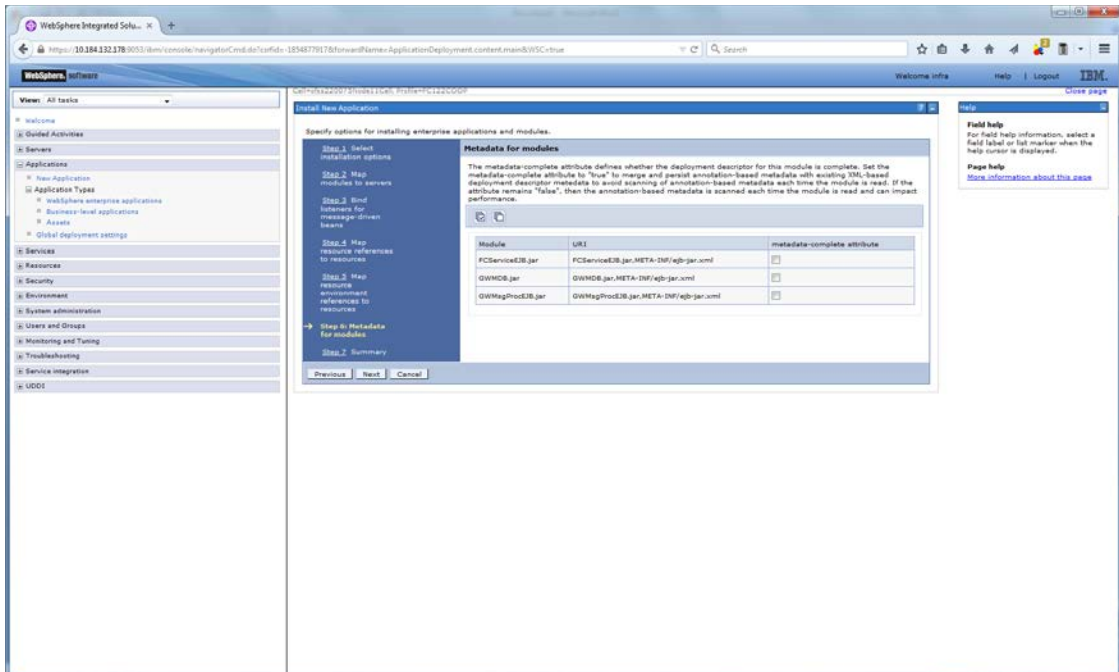 WebSphere Integrated Solu...
https://10.184.132.178:9053/ibm/console/navigatorCmd.do?forwardName=ApplicationDeployment.content.main&WSC=true
Search
WebSphere. software
Welcome infra
Help | Logout
IBM.
View: All tasks
Close page
Welcome
Guided Activities
Servers
Applications
New Application
Application Types
WebSphere enterprise applications
Business-level applications
Assets
Global deployment settings
Services
Resources
Security
Environment
System administration
Users and Groups
Monitoring and Tuning
Troubleshooting
Service integration
UDDI
Install New Application
Specify options for installing enterprise applications and modules.
Step 1 Select
installation options
Step 2 Map
modules to servers
Step 3 Bind
listeners for
message-driven
beans
Step 4 Map
resource references
to resources
Step 5 Map
resource
environment
references to
resources
Step 6: Metadata
for modules
Step 7 Summary
Metadata for modules
The metadata-complete attribute defines whether the deployment descriptor for this module is complete. Set the
metadata-complete attribute to "true" to merge and persist annotation-based metadata with existing XML-based
deployment descriptor metadata to avoid scanning of annotation-based metadata each time the module is read. If the
attribute remains "false", then the annotation-based metadata is scanned each time the module is read and can impact
performance.
Module URI metadata-complete attribute
FCServiceEJB.jar FCServiceEJB.jar,META-INF/ejb-jar.xml
GWMDB.jar GWMDB.jar,META-INF/ejb-jar.xml
GWMsgProcEJB.jar GWMsgProcEJB.jar,META-INF/ejb-jar.xml
Previous Next Cancel
Help
Field help
For field help information, select a
field label or list marker when the
help cursor is displayed.
Page help
More information about this page